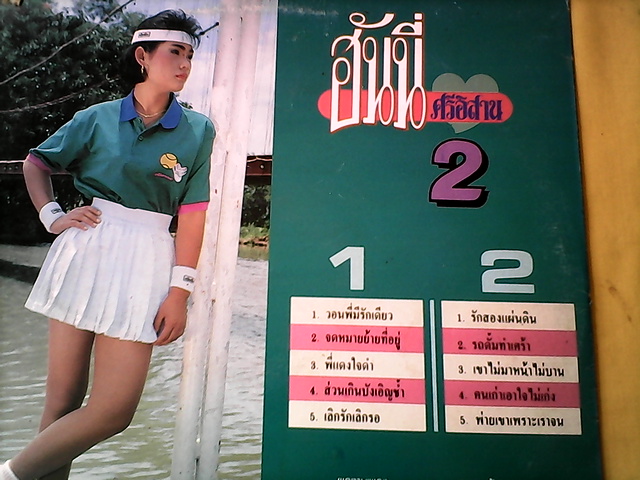 ฮันนี่
ศรีอิสาน
2
1
1. วอนพี่มีรักเดียว
2. จดหมายย้ายที่อยู่
3. พี่แดงใจดำ
4. ส่วนเกินบังเอิญช้ำ
5. เลิกรักเลิกรอ
2
1. รักสองแผ่นดิน
2. รถดั้มทำเศร้า
3. เขาไม่มาหน้าไม่บาน
4. คนเก่าเอาใจไม่เก่ง
5. พ่ายเขาเพราะเราจน